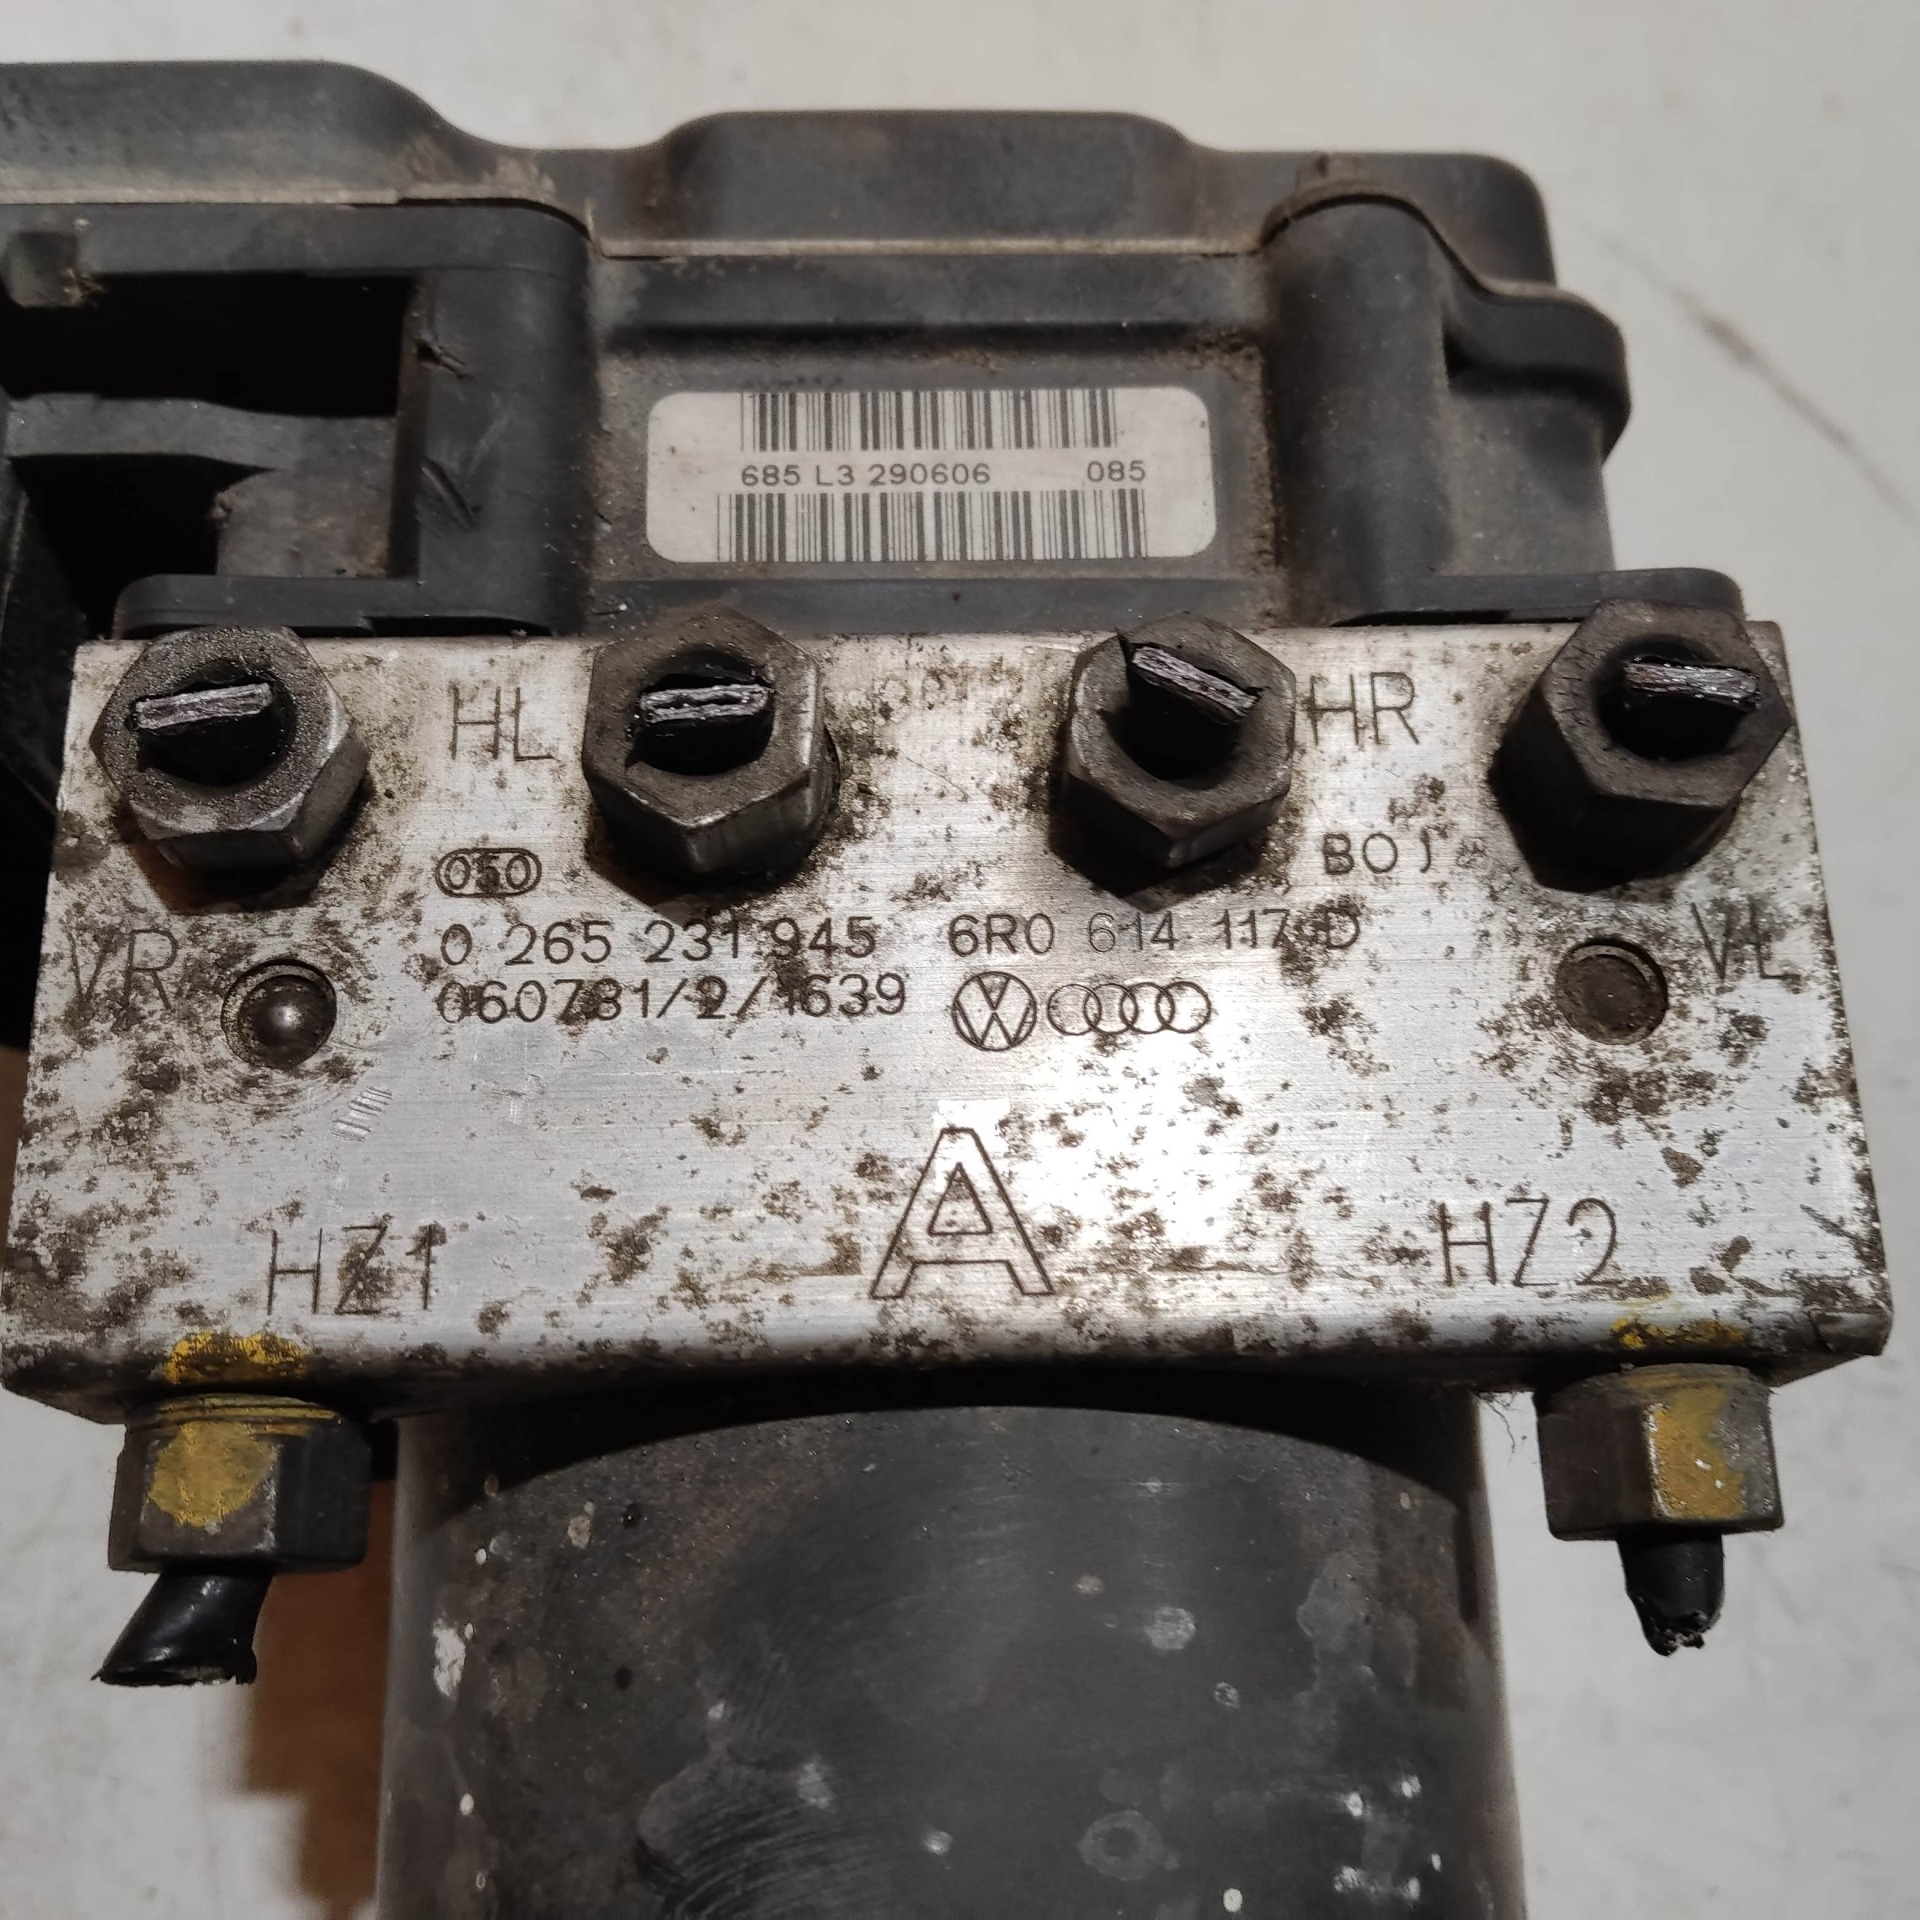 685 L3 290606 085
HL HR
050 B01
0 265 231 945 6R0 614 117 D
VR VL
060781/2/1639
A
HZ1 HZ2